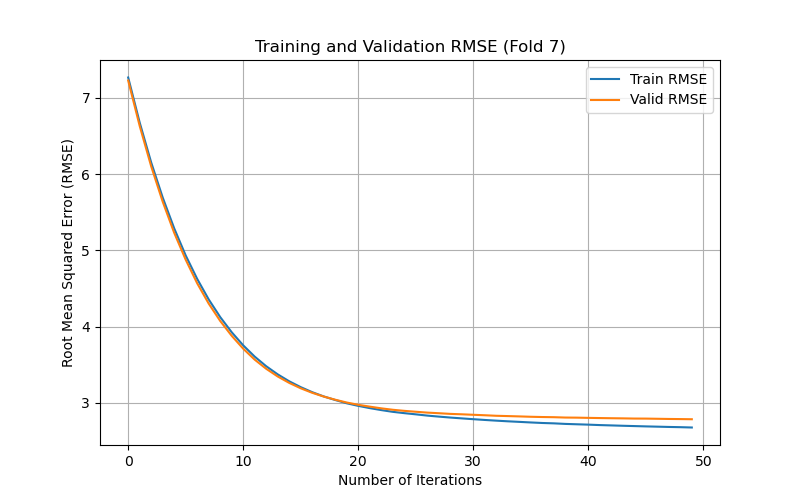 Training and Validation RMSE (Fold 7)
Train RMSE
Valid RMSE
Root Mean Squared Error (RMSE)
7
6
5
4
3
0 10 20 30 40 50
Number of Iterations